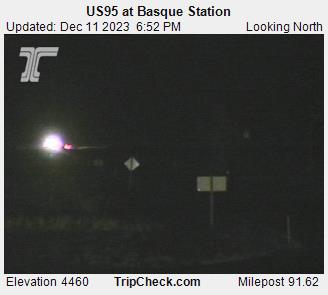 US95 at Basque Station
Updated: Dec 11 2023 6:52 PM Looking North
Elevation 4460 TripCheck.com Milepost 91.62